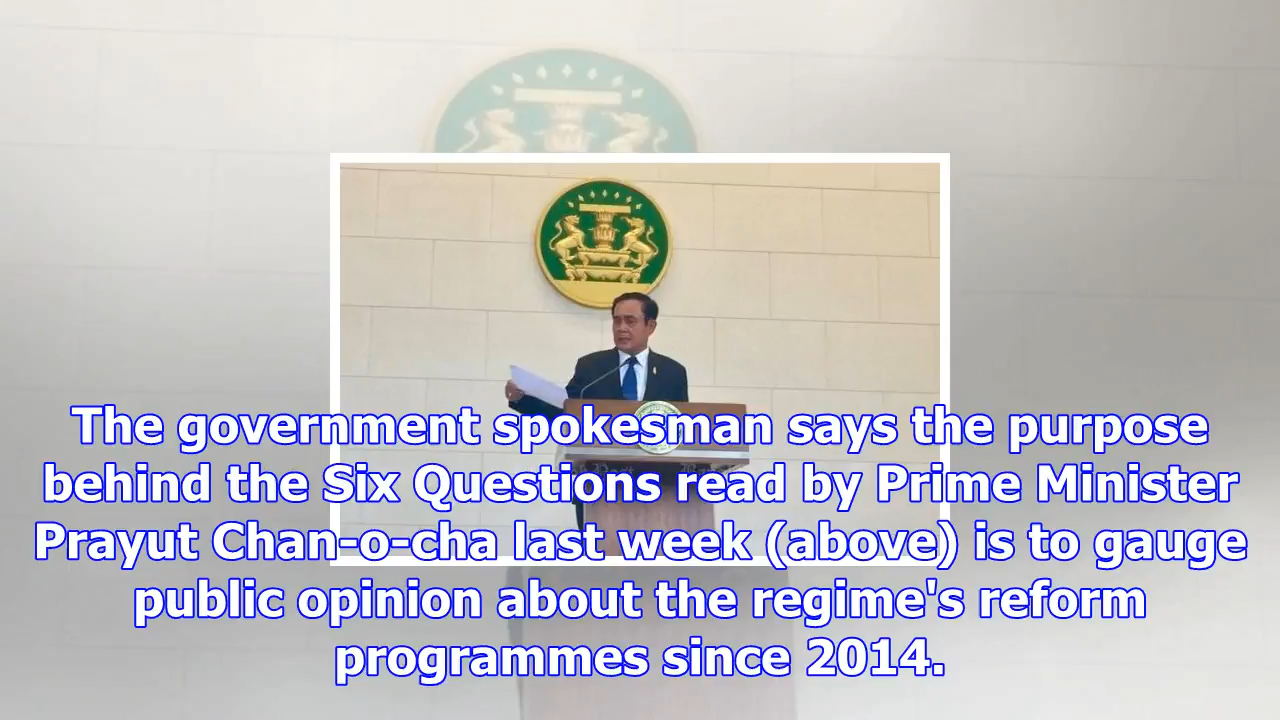 The government spokesman says the purpose
behind the Six Questions read by Prime Minister
Prayut Chan-o-cha last week (above) is to gauge
public opinion about the regime's reform
programmes since 2014.